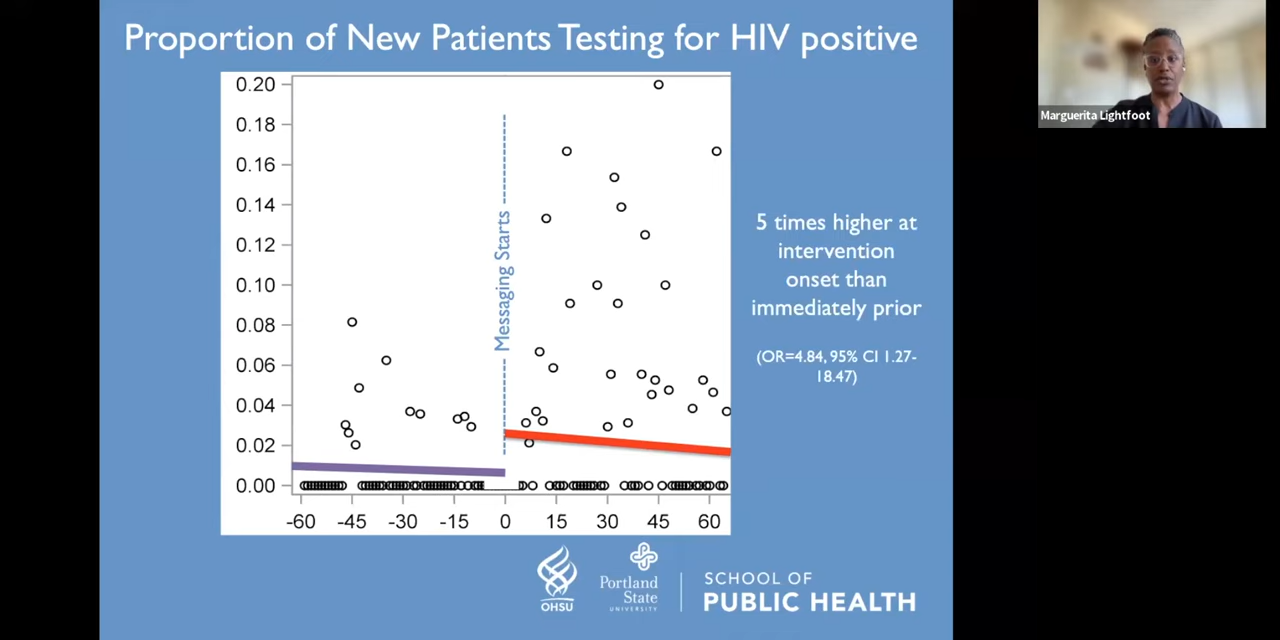 Proportion of New Patients Testing for HIV positive
Marguerita Lightfoot
0.20
0.18
0.16
0.14
0.12
0.10
0.08
0.06
0.04
0.02
0.00
Messaging Starts
-60 -45 -30 -15 0 15 30 45 60
5 times higher at
intervention
onset than
immediately prior
(OR=4.84, 95% CI 1.27-
18.47)
OHSU
Portland
State
UNIVERSITY
SCHOOL OF
PUBLIC HEALTH